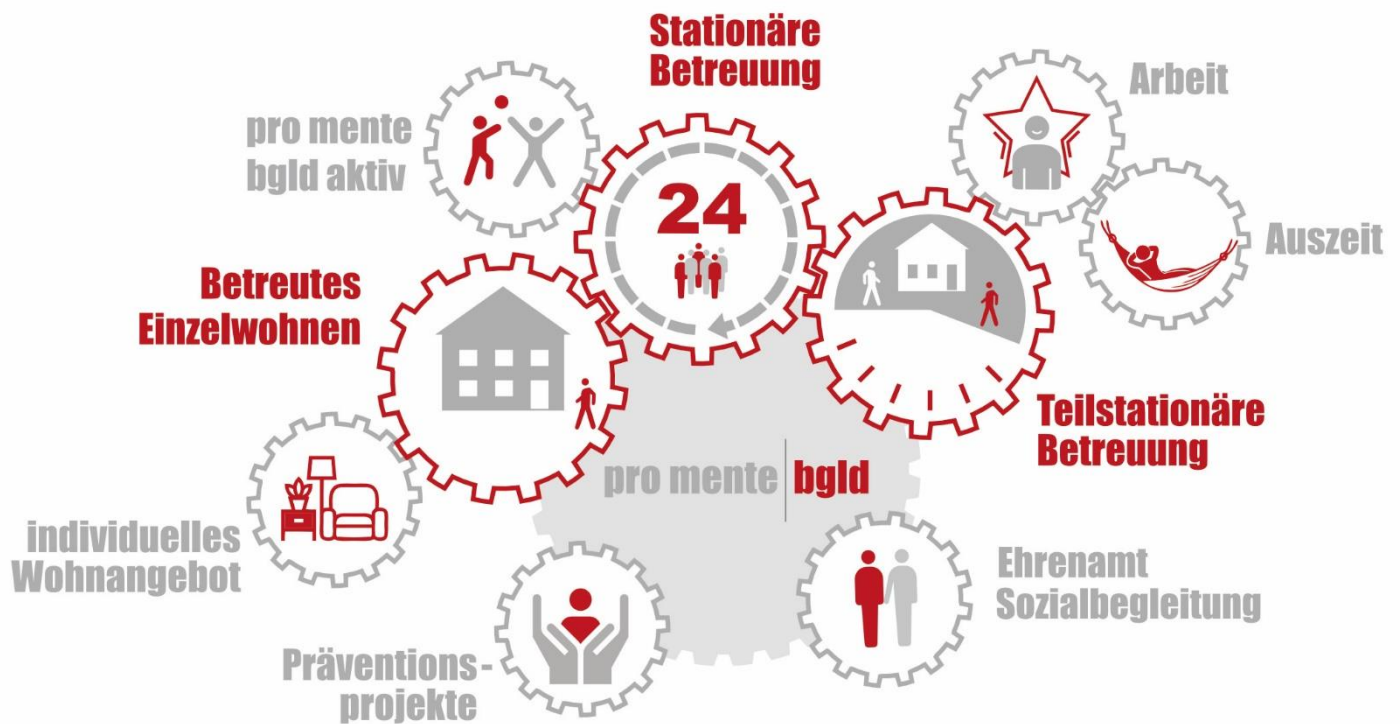 Stationäre
Betreuung
pro mente
bgld aktiv
24
Arbeit
Auszeit
Betreutes
Einzelwohnen
Teilstationäre
Betreuung
pro mente bgld
individuelles
Wohnangebot
Ehrenamt
Sozialbegleitung
Präventions-
projekte